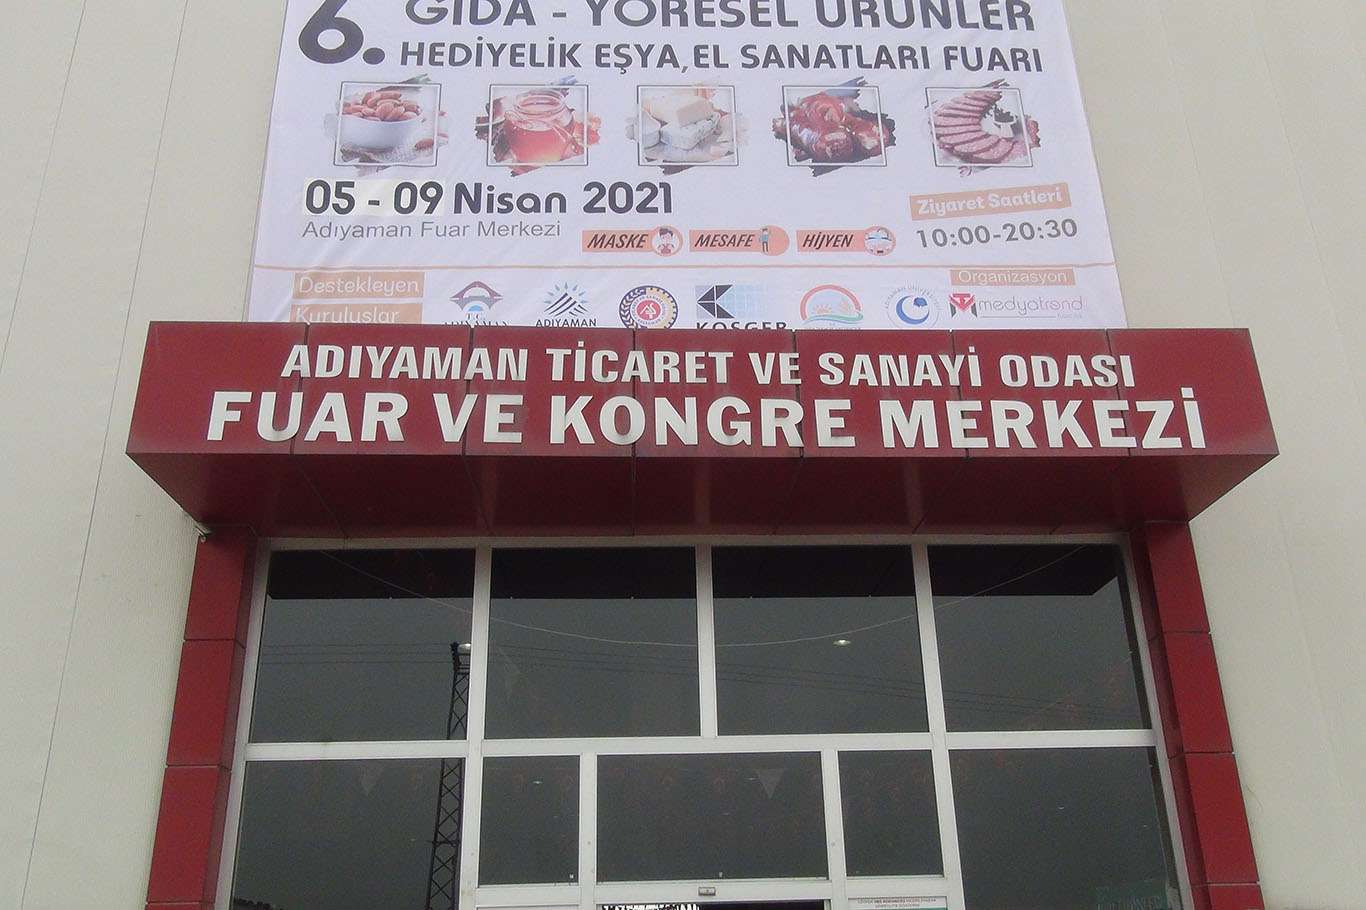 6. GIDA - YÖRESEL ÜRÜNLER
HEDİYELİK EŞYA, EL SANATLARI FUARI
05 - 09 Nisan 2021
Adıyaman Fuar Merkezi
MASKE MESAFE HİJYEN
Ziyaret Saatleri
10:00-20:30
Destekleyen
Kuruluşlar
ADIYAMAN
KOSGEB
Organizasyon
medyatrend
ADIYAMAN TİCARET VE SANAYİ ODASI
FUAR VE KONGRE MERKEZİ